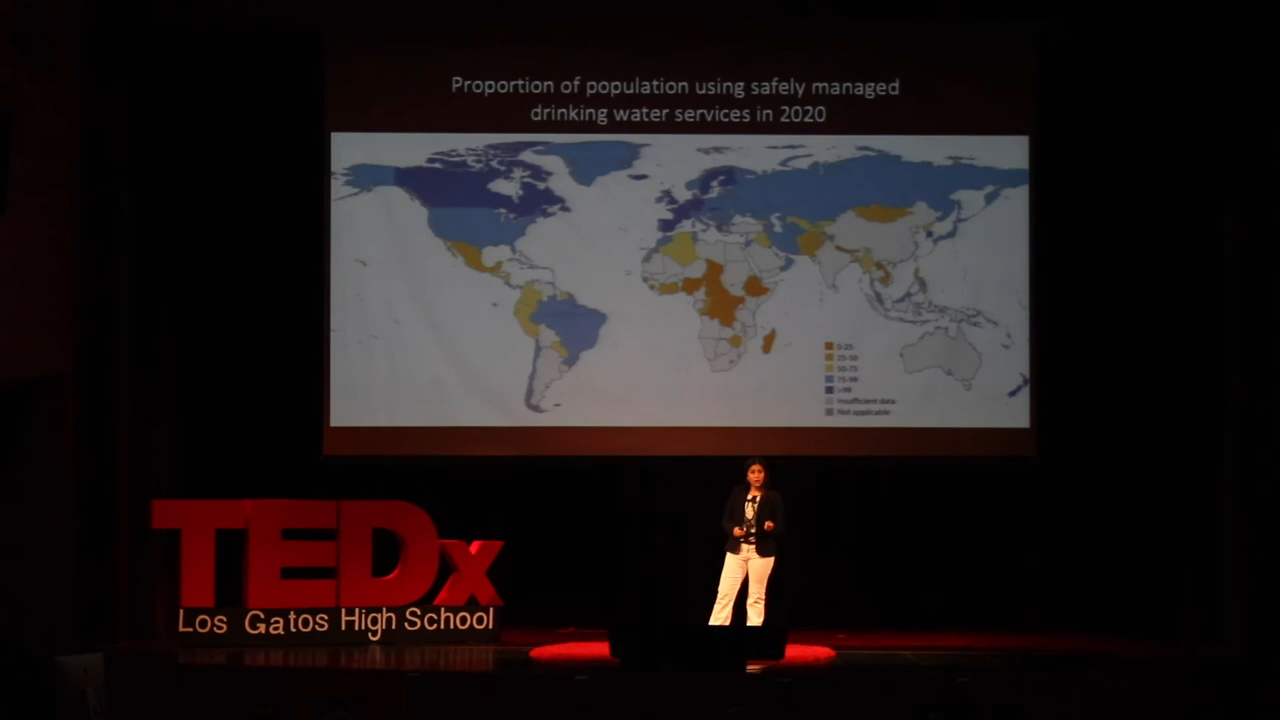 Proportion of population using safely managed
drinking water services in 2020
0-25
25-50
50-75
75-99
>99
Insufficient data
Not applicable
TEDx
Los Gatos High School